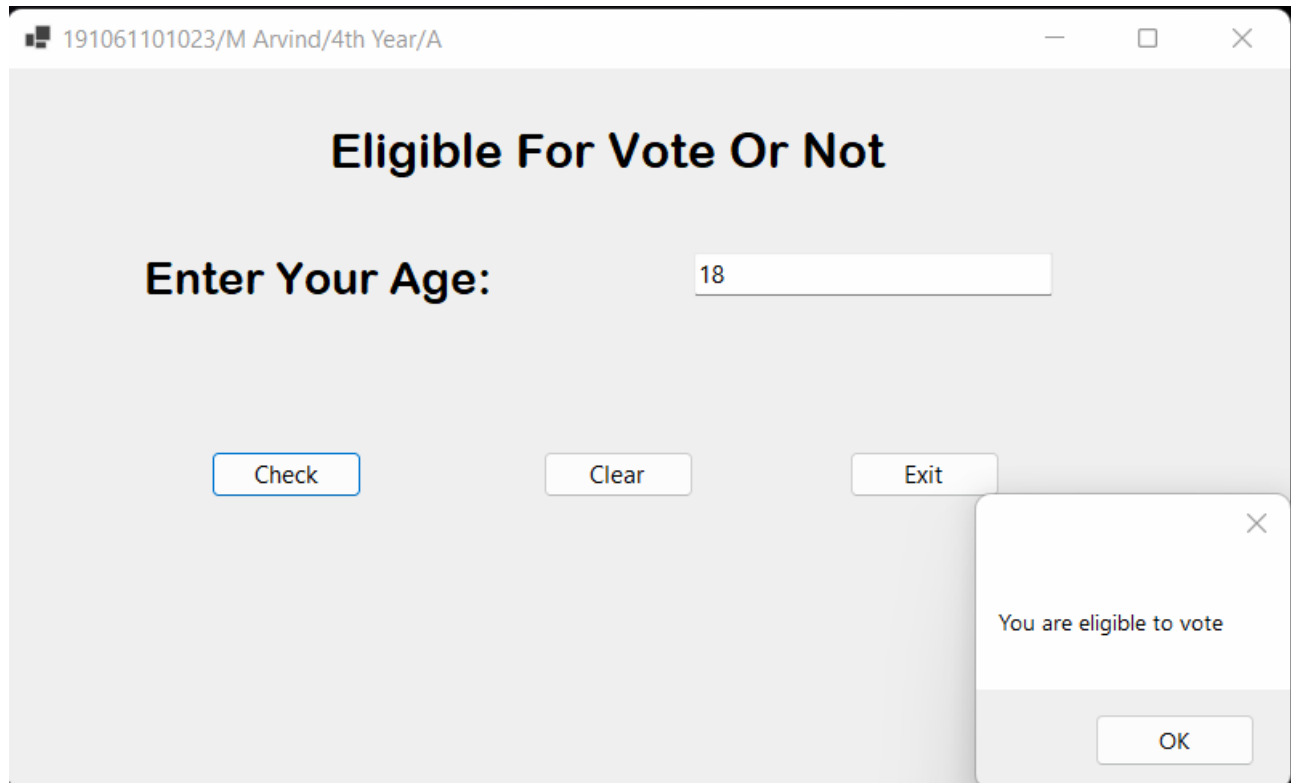 191061101023/M Arvind/4th Year/A
Eligible For Vote Or Not
Enter Your Age:
18
Check
Clear
Exit
You are eligible to vote
OK